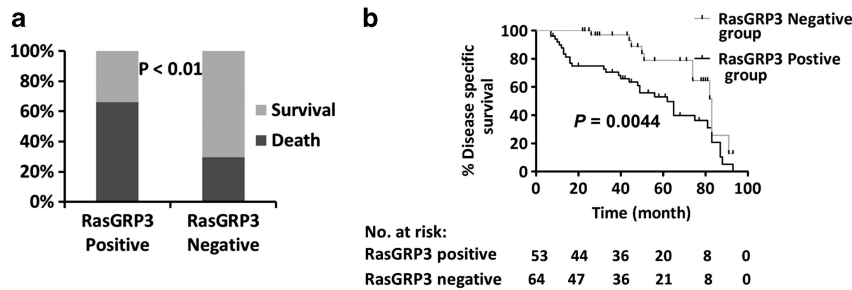 a
100%
80%
60%
40%
20%
0%
P < 0.01
Survival
Death
RasGRP3
Positive
RasGRP3
Negative
b
% Disease specific
survival
100
80
60
40
20
0
0 20 40 60 80 100
Time (month)
P = 0.0044
RasGRP3 Negative
group
RasGRP3 Postive
group
No. at risk:
RasGRP3 positive 53 44 36 20 8 0
RasGRP3 negative 64 47 36 21 8 0